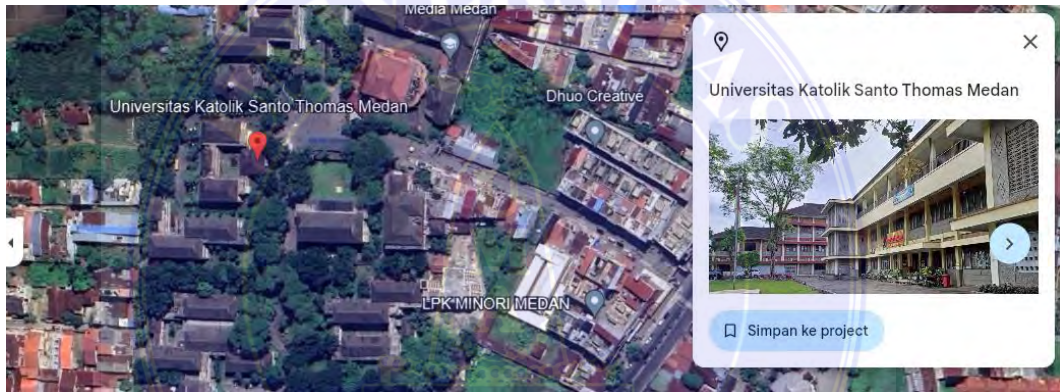 Media Medan
Universitas Katolik Santo Thomas Medan
Dhuo Creative
LPK MINORI MEDAN
Universitas Katolik Santo Thomas Medan
Simpan ke project